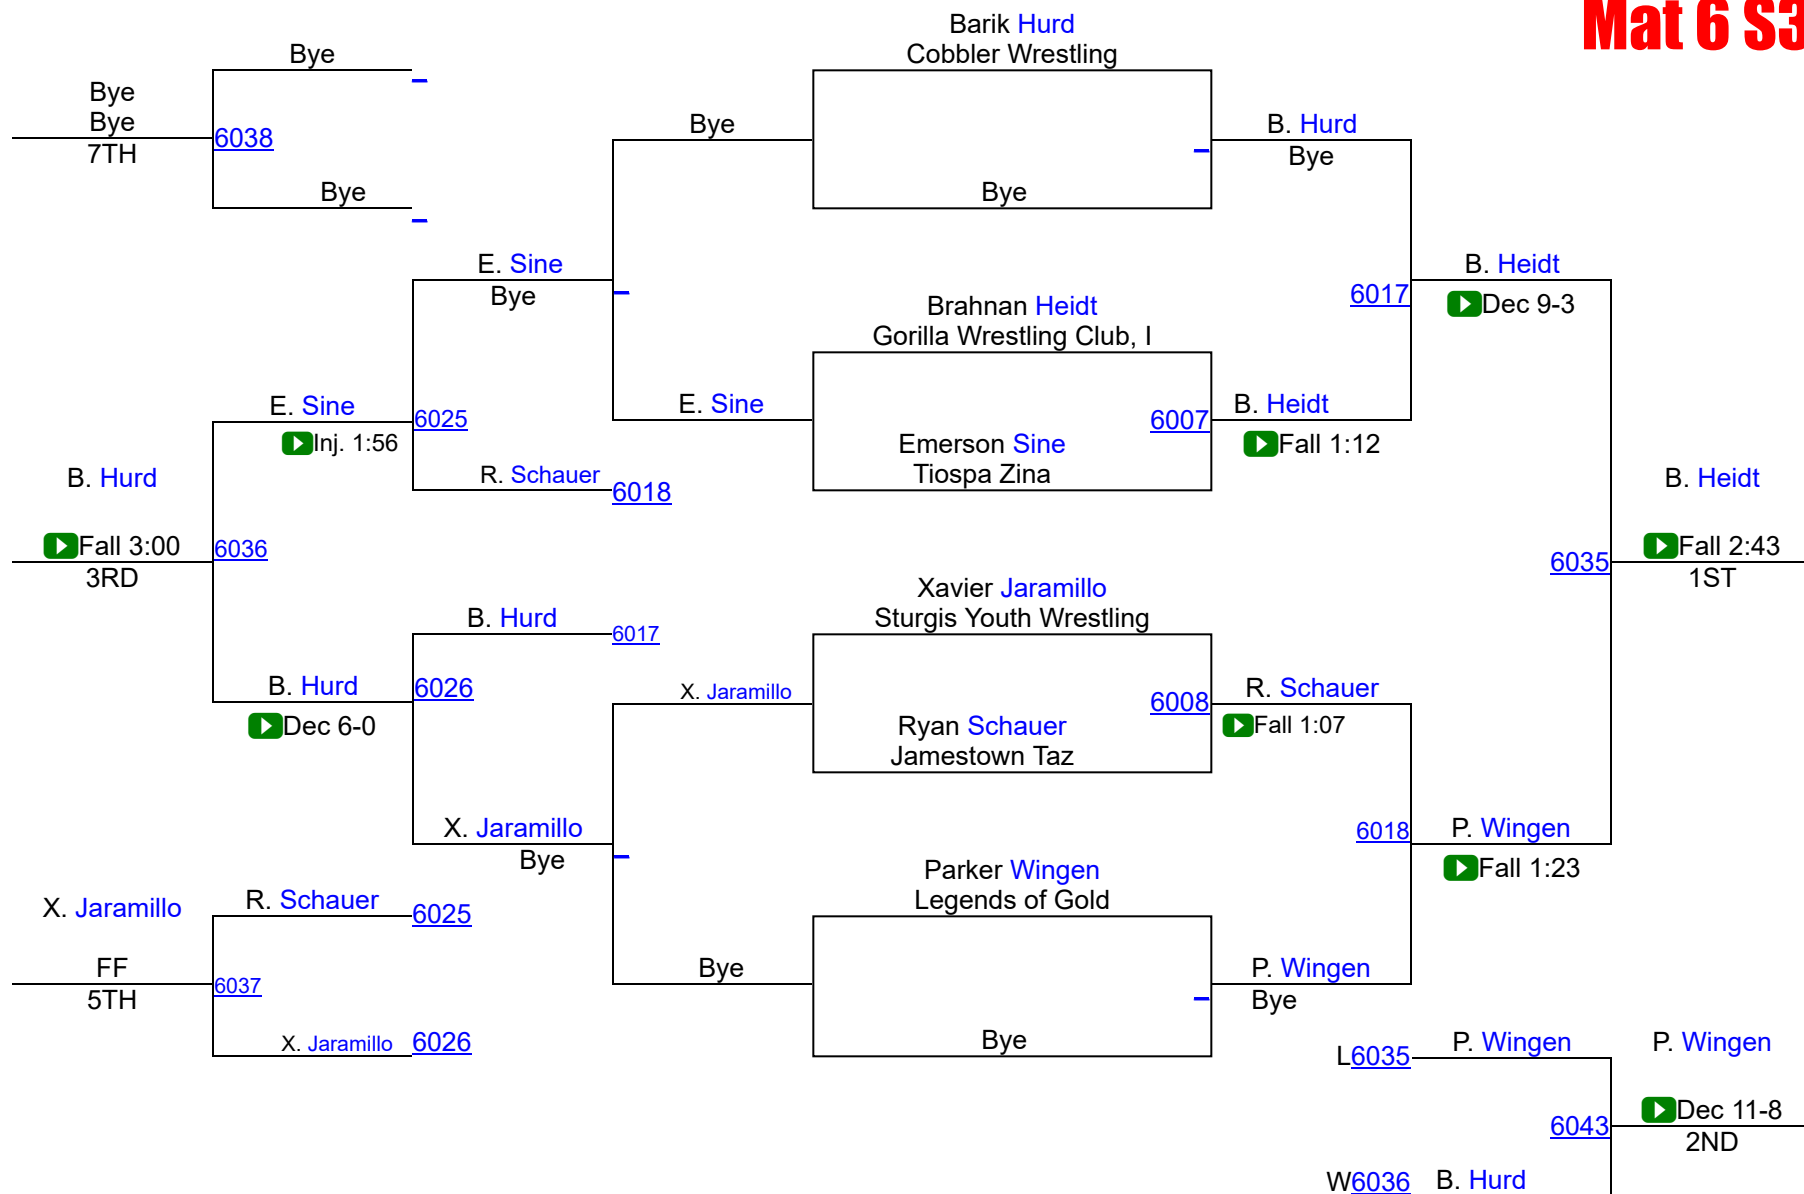 Mat 6 S3
Barik Hurd
Cobbler Wrestling
Bye
Bye
Bye
6038
7TH
Bye
Bye
B. Hurd
Bye
Bye
E. Sine
Bye
6017
B. Heidt
Dec 9-3
Brahnan Heidt
Gorilla Wrestling Club, I
E. Sine
6025
Inj. 1:56
E. Sine
6007
B. Heidt
Fall 1:12
Emerson Sine
Tiospa Zina
R. Schauer
6018
B. Hurd
Fall 3:00
6036
3RD
B. Heidt
Fall 2:43
6035
1ST
Xavier Jaramillo
Sturgis Youth Wrestling
B. Hurd
6017
B. Hurd
6026
Dec 6-0
X. Jaramillo
6008
R. Schauer
Fall 1:07
Ryan Schauer
Jamestown Taz
X. Jaramillo
Bye
6018
P. Wingen
Fall 1:23
Parker Wingen
Legends of Gold
X. Jaramillo
R. Schauer
6025
FF
6037
5TH
X. Jaramillo
6026
Bye
P. Wingen
Bye
Bye
L6035
P. Wingen
P. Wingen
6043
Dec 11-8
2ND
W6036
B. Hurd